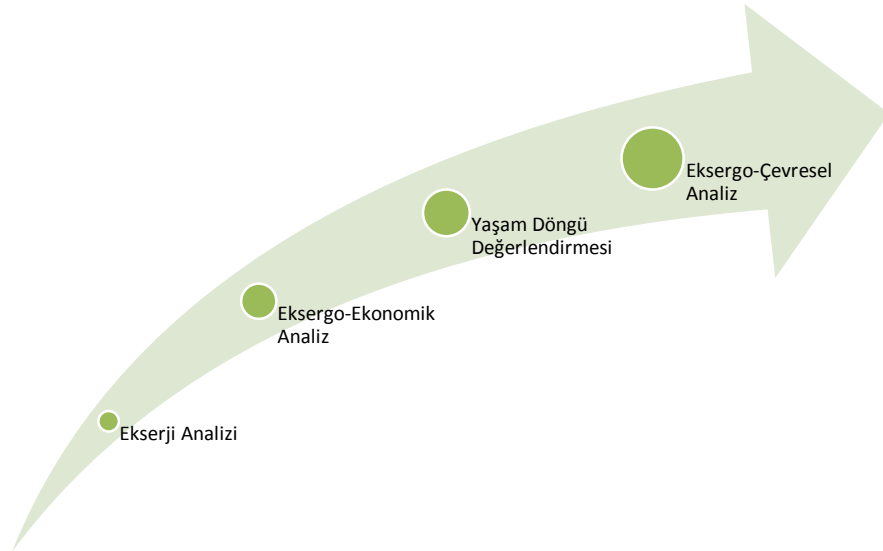 Eksergo-Çevresel
Analiz
Yaşam Döngü
Değerlendirmesi
Eksergo-Ekonomik
Analiz
Ekserji Analizi